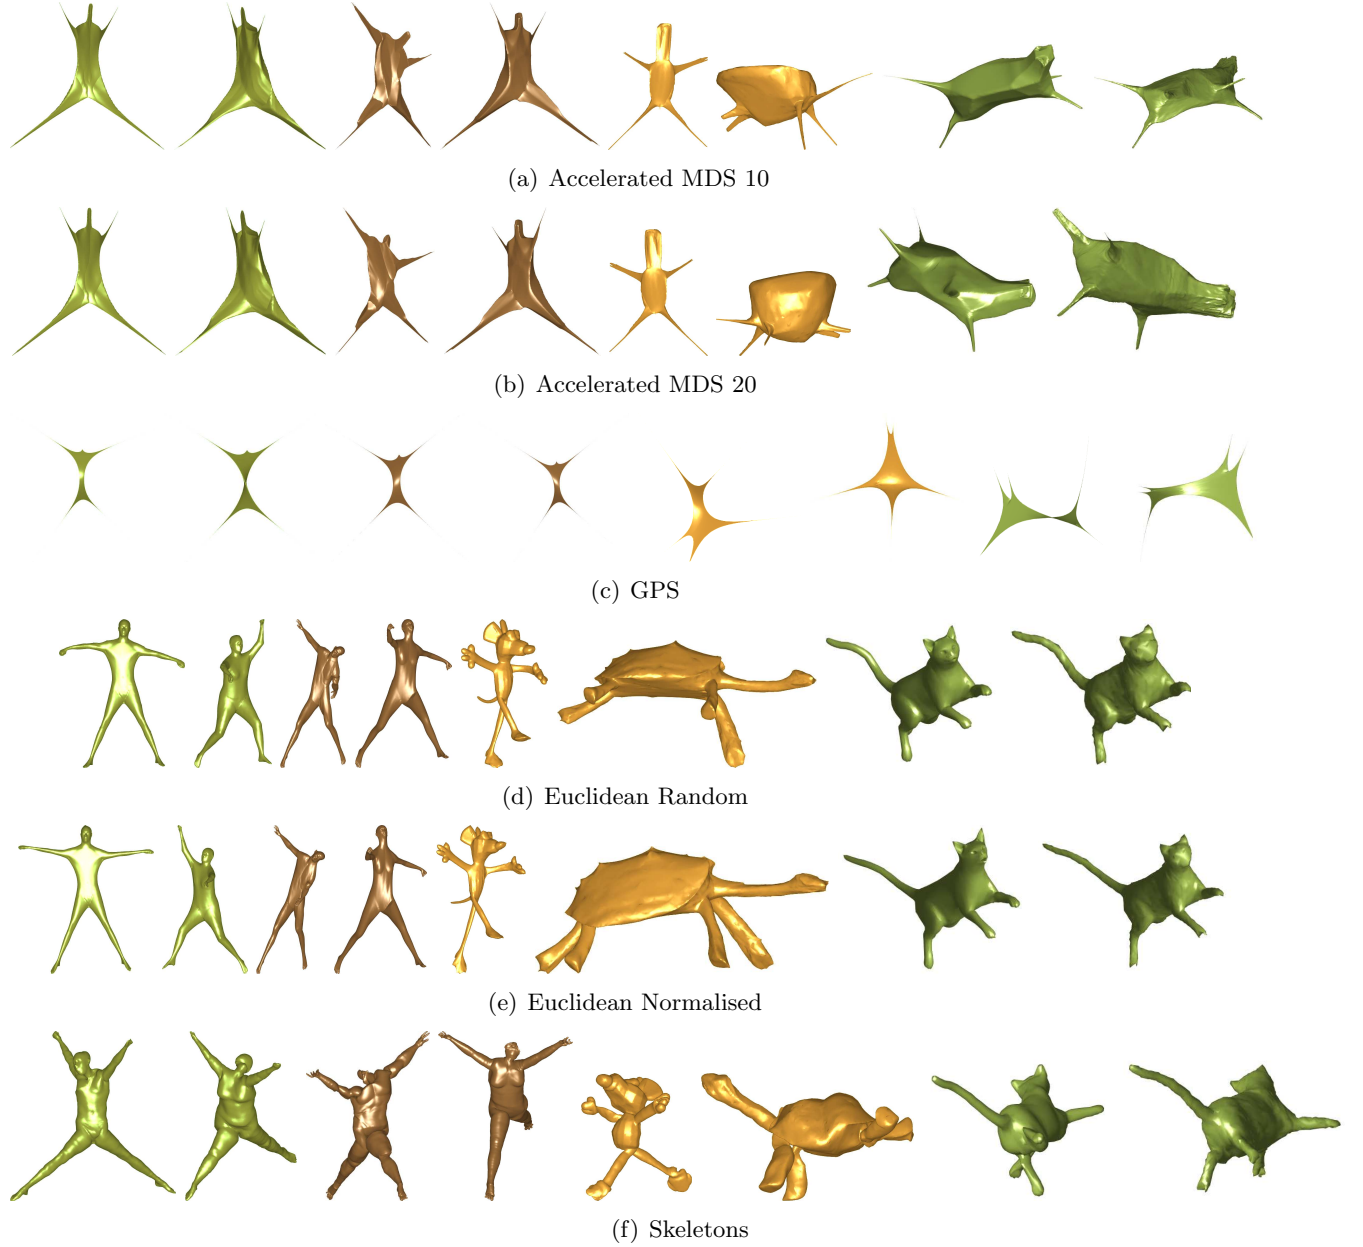 (a) Accelerated MDS 10
(b) Accelerated MDS 20
(c) GPS
(d) Euclidean Random
(e) Euclidean Normalised
(f) Skeletons